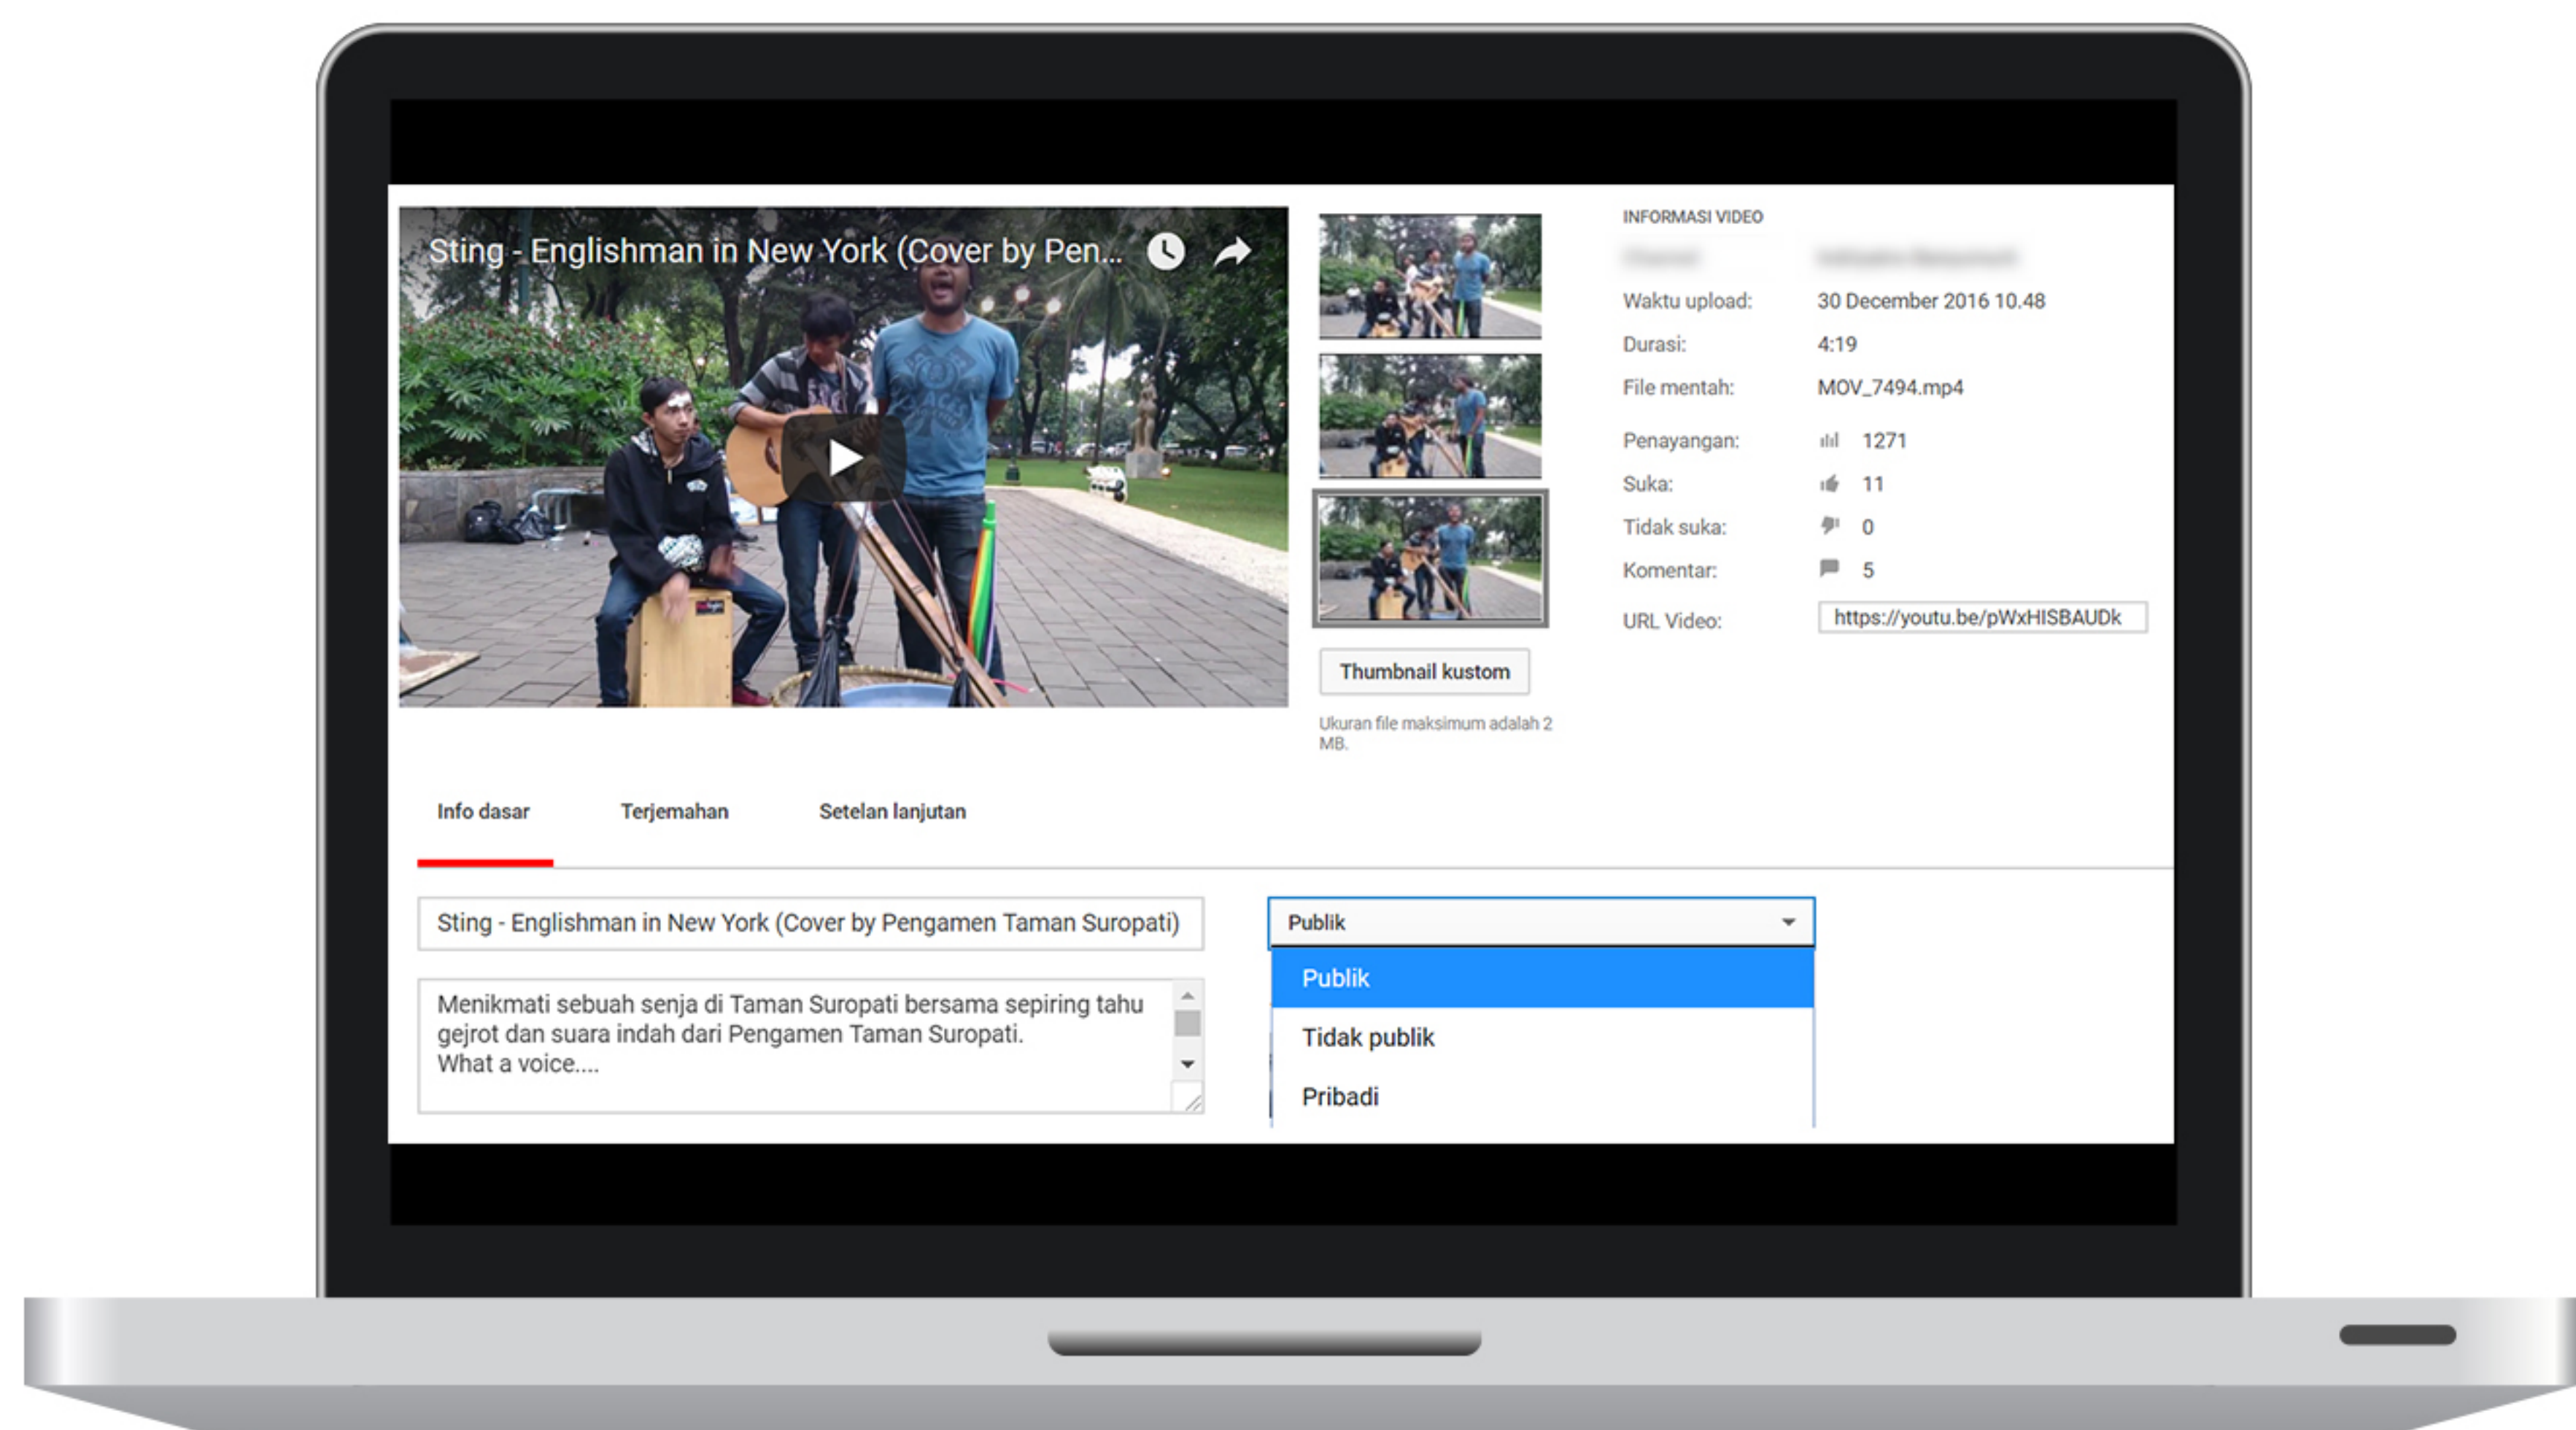 Sting - Englishman in New York (Cover by Pen...
INFORMASI VIDEO
Waktu upload: 30 December 2016 10.48
Durasi: 4:19
File mentah: MOV_7494.mp4
Penayangan: 1271
Suka: 11
Tidak suka: 0
Komentar: 5
URL Video: https://youtu.be/pWxHISBAUDk
Thumbnail kustom
Ukuran file maksimum adalah 2
MB.
Info dasar Terjemahan Setelan lanjutan
Sting - Englishman in New York (Cover by Pengamen Taman Suropati)
Menikmati sebuah senja di Taman Suropati bersama sepiring tahu
gejrot dan suara indah dari Pengamen Taman Suropati.
What a voice....
Publik
Publik
Tidak publik
Pribadi